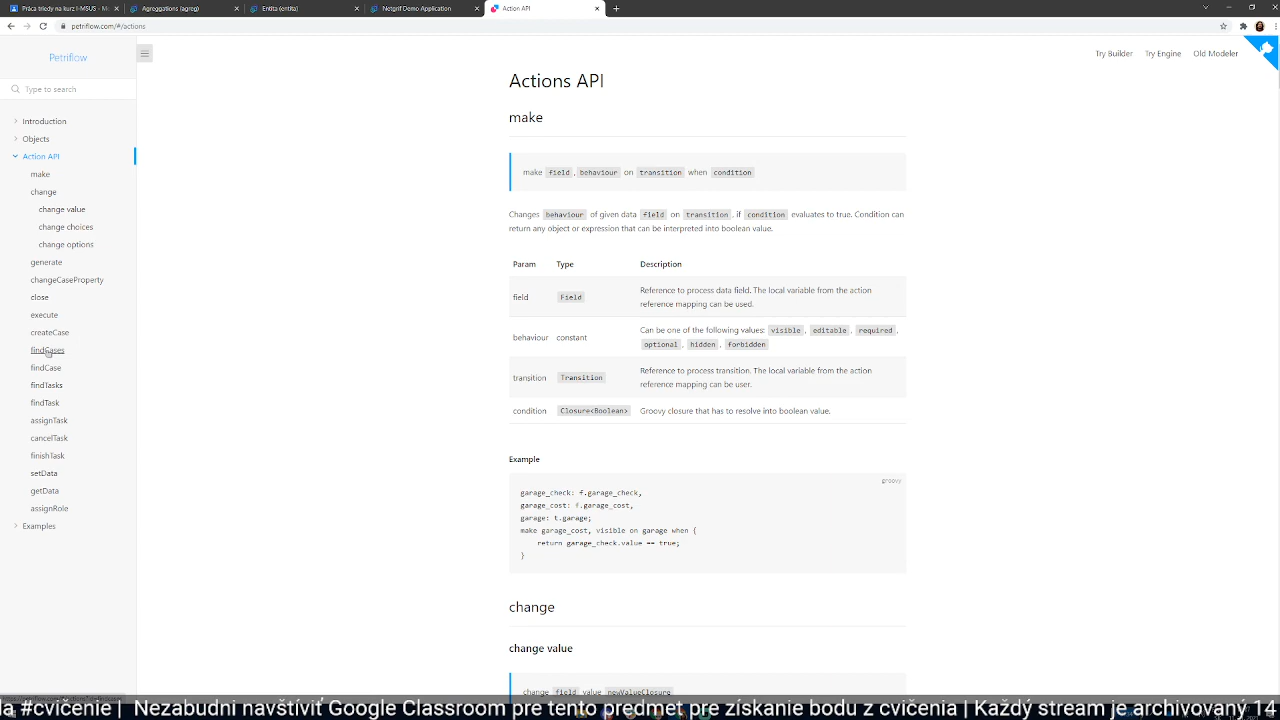 Práca triedy na kurz I-MSUS - M
Agreggations (agreg)
Entita (entita)
Netgrif Demo Application
Action API
petriflow.com/#/actions
Petriflow
Type to search
Introduction
Objects
Action API
make
change
change value
change choices
change options
generate
changeCaseProperty
close
execute
createCase
findCases
findCase
findTasks
findTask
assignTask
cancelTask
finishTask
setData
getData
assignRole
Examples
Try Builder Try Engine Old Modeler
Actions API
make
make field , behaviour on transition when condition
Changes behaviour of given data field on transition , if condition evaluates to true. Condition can
return any object or expression that can be interpreted into boolean value.
Param Type Description
field Field Reference to process data field. The local variable from the action
reference mapping can be used.
behaviour constant Can be one of the following values: visible , editable , required ,
optional , hidden , forbidden
transition Transition Reference to process transition. The local variable from the action
reference mapping can be user.
condition Closure<Boolean> Groovy closure that has to resolve into boolean value.
Example
groovy
garage_check: f.garage_check,
garage_cost: f.garage_cost,
garage: t.garage;
make garage_cost, visible on garage when {
return garage_check.value == true;
}
change
change value
change field value newValueClosure
la #cvičenie | Nezabudni navštíviť Google Classroom pre tento predmet pre získanie bodu z cvičenia | Každý stream je archivovaný 14